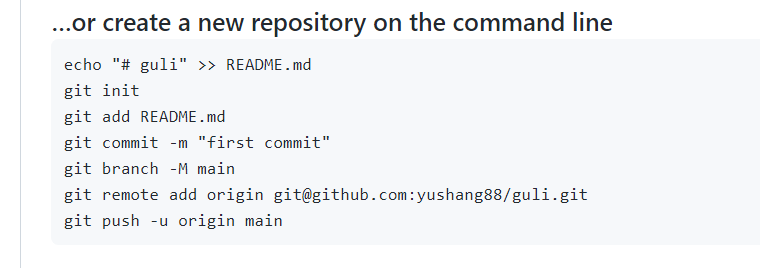 ...or create a new repository on the command line
echo "# guli" >> README.md
git init
git add README.md
git commit -m "first commit"
git branch -M main
git remote add origin git@github.com:yushang88/guli.git
git push -u origin main